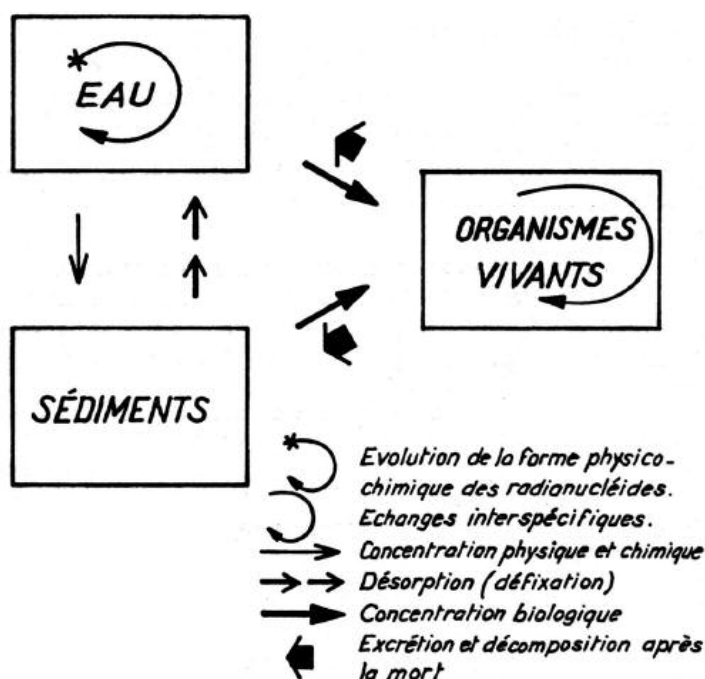 EAU
ORGANISMES
VIVANTS
SÉDIMENTS
Evolution de la forme physico-
chimique des radionucléides.
Echanges interspécifiques.
Concentration physique et chimique
Désorption (défixation)
Concentration biologique
Excrétion et décomposition après
la mort